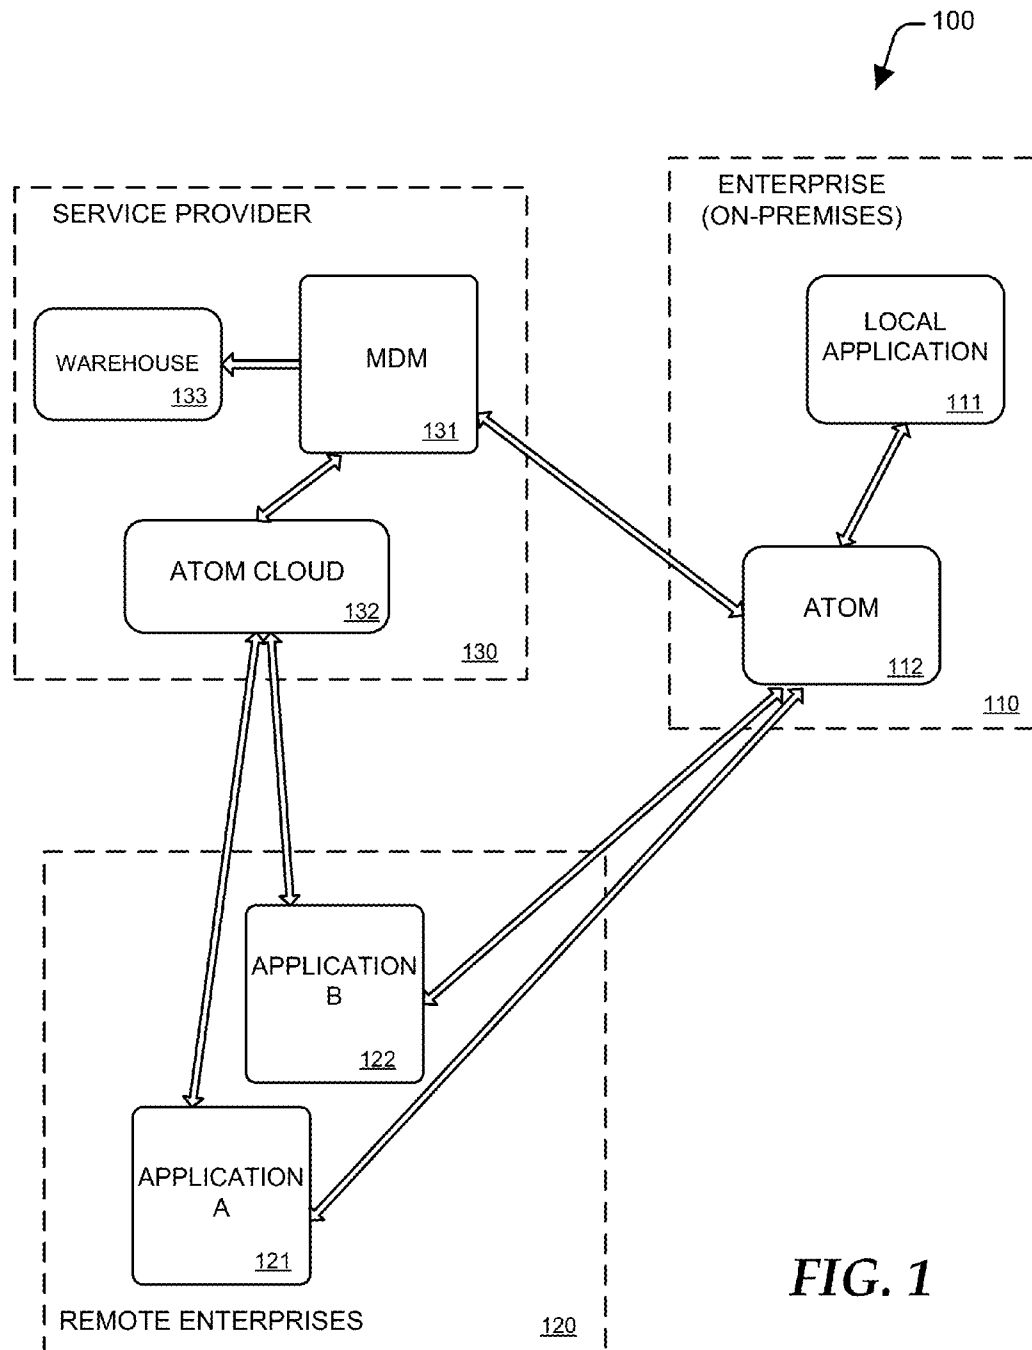 100
SERVICE PROVIDER
ENTERPRISE
(ON-PREMISES)
WAREHOUSE
133
MDM
131
LOCAL
APPLICATION
111
ATOM CLOUD
132
130
ATOM
112
110
APPLICATION
B
122
APPLICATION
A
121
REMOTE ENTERPRISES
120
FIG. 1